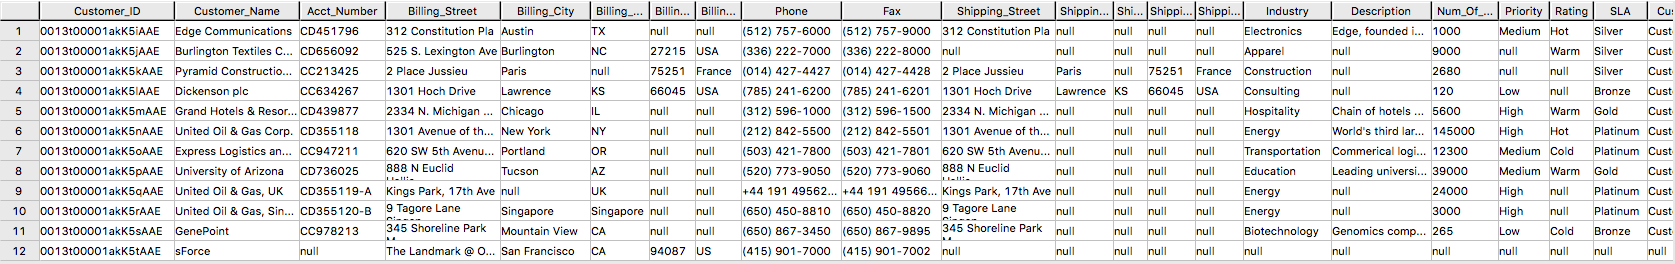 Customer_ID Customer_Name Acct_Number Billing_Street Billing_City Billing_... Billin... Billin... Phone Fax Shipping_Street Shippin... Shi... Shippi... Shippi... Industry Description Num_Of_... Priority Rating SLA Cus
1 0013t00001akK5iAAE Edge Communications CD451796 312 Constitution Pla Austin TX null null (512) 757-6000 (512) 757-9000 312 Constitution Pla null null null null Electronics Edge, founded i... 1000 Medium Hot Silver Cust
2 0013t00001akK5jAAE Burlington Textiles C... CD656092 525 S. Lexington Ave Burlington NC 27215 USA (336) 222-7000 (336) 222-8000 null null null null null Apparel null 9000 null Warm Silver Cust
3 0013t00001akK5kAAE Pyramid Constructio... CC213425 2 Place Jussieu Paris null 75251 France (014) 427-4427 (014) 427-4428 2 Place Jussieu Paris null 75251 France Construction null 2680 null null Silver Cust
4 0013t00001akK5lAAE Dickenson plc CC634267 1301 Hoch Drive Lawrence KS 66045 USA (785) 241-6200 (785) 241-6201 1301 Hoch Drive Lawrence KS 66045 USA Consulting null 120 Low null Bronze Cust
5 0013t00001akK5mAAE Grand Hotels & Resor... CD439877 2334 N. Michigan ... Chicago IL null null (312) 596-1000 (312) 596-1500 2334 N. Michigan ... null null null null Hospitality Chain of hotels ... 5600 High Warm Gold Cust
6 0013t00001akK5nAAE United Oil & Gas Corp. CD355118 1301 Avenue of th... New York NY null null (212) 842-5500 (212) 842-5501 1301 Avenue of th... null null null null Energy World's third lar... 145000 High Hot Platinum Cust
7 0013t00001akK5oAAE Express Logistics an... CC947211 620 SW 5th Avenu... Portland OR null null (503) 421-7800 (503) 421-7801 620 SW 5th Avenu... null null null null Transportation Commerical logi... 12300 Medium Cold Platinum Cust
8 0013t00001akK5pAAE University of Arizona CD736025 888 N Euclid Tucson AZ null null (520) 773-9050 (520) 773-9060 888 N Euclid null null null null Education Leading universi... 39000 Medium Warm Gold Cust
9 0013t00001akK5qAAE United Oil & Gas, UK CD355119-A Kings Park, 17th Ave null UK null null +44 191 49562... +44 191 49566... Kings Park, 17th Ave null null null null Energy null 24000 High null Platinum Cust
10 0013t00001akK5rAAE United Oil & Gas, Sin... CD355120-B 9 Tagore Lane Singapore Singapore null null (650) 450-8810 (650) 450-8820 9 Tagore Lane null null null null Energy null 3000 High null Platinum Cust
11 0013t00001akK5sAAE GenePoint CC978213 345 Shoreline Park Mountain View CA null null (650) 867-3450 (650) 867-9895 345 Shoreline Park null null null null Biotechnology Genomics comp... 265 Low Cold Bronze Cust
12 0013t00001akK5tAAE sForce null The Landmark @ O... San Francisco CA 94087 US (415) 901-7000 (415) 901-7002 null null null null null null null null null null null Cust